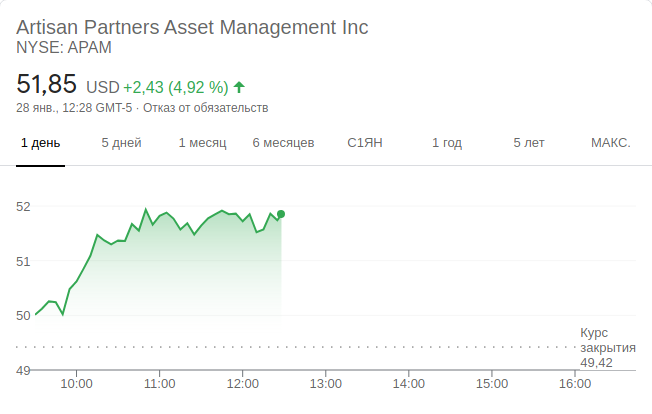 Artisan Partners Asset Management Inc
NYSE: APAM
51,85 USD +2,43 (4,92 %)
28 янв., 12:28 GMT-5 · Отказ от обязательств
1 день 5 дней 1 месяц 6 месяцев С1ЯН 1 год 5 лет МАКС.
52
51
50
Курс
закрытия
49,42
49
10:00 11:00 12:00 13:00 14:00 15:00 16:00